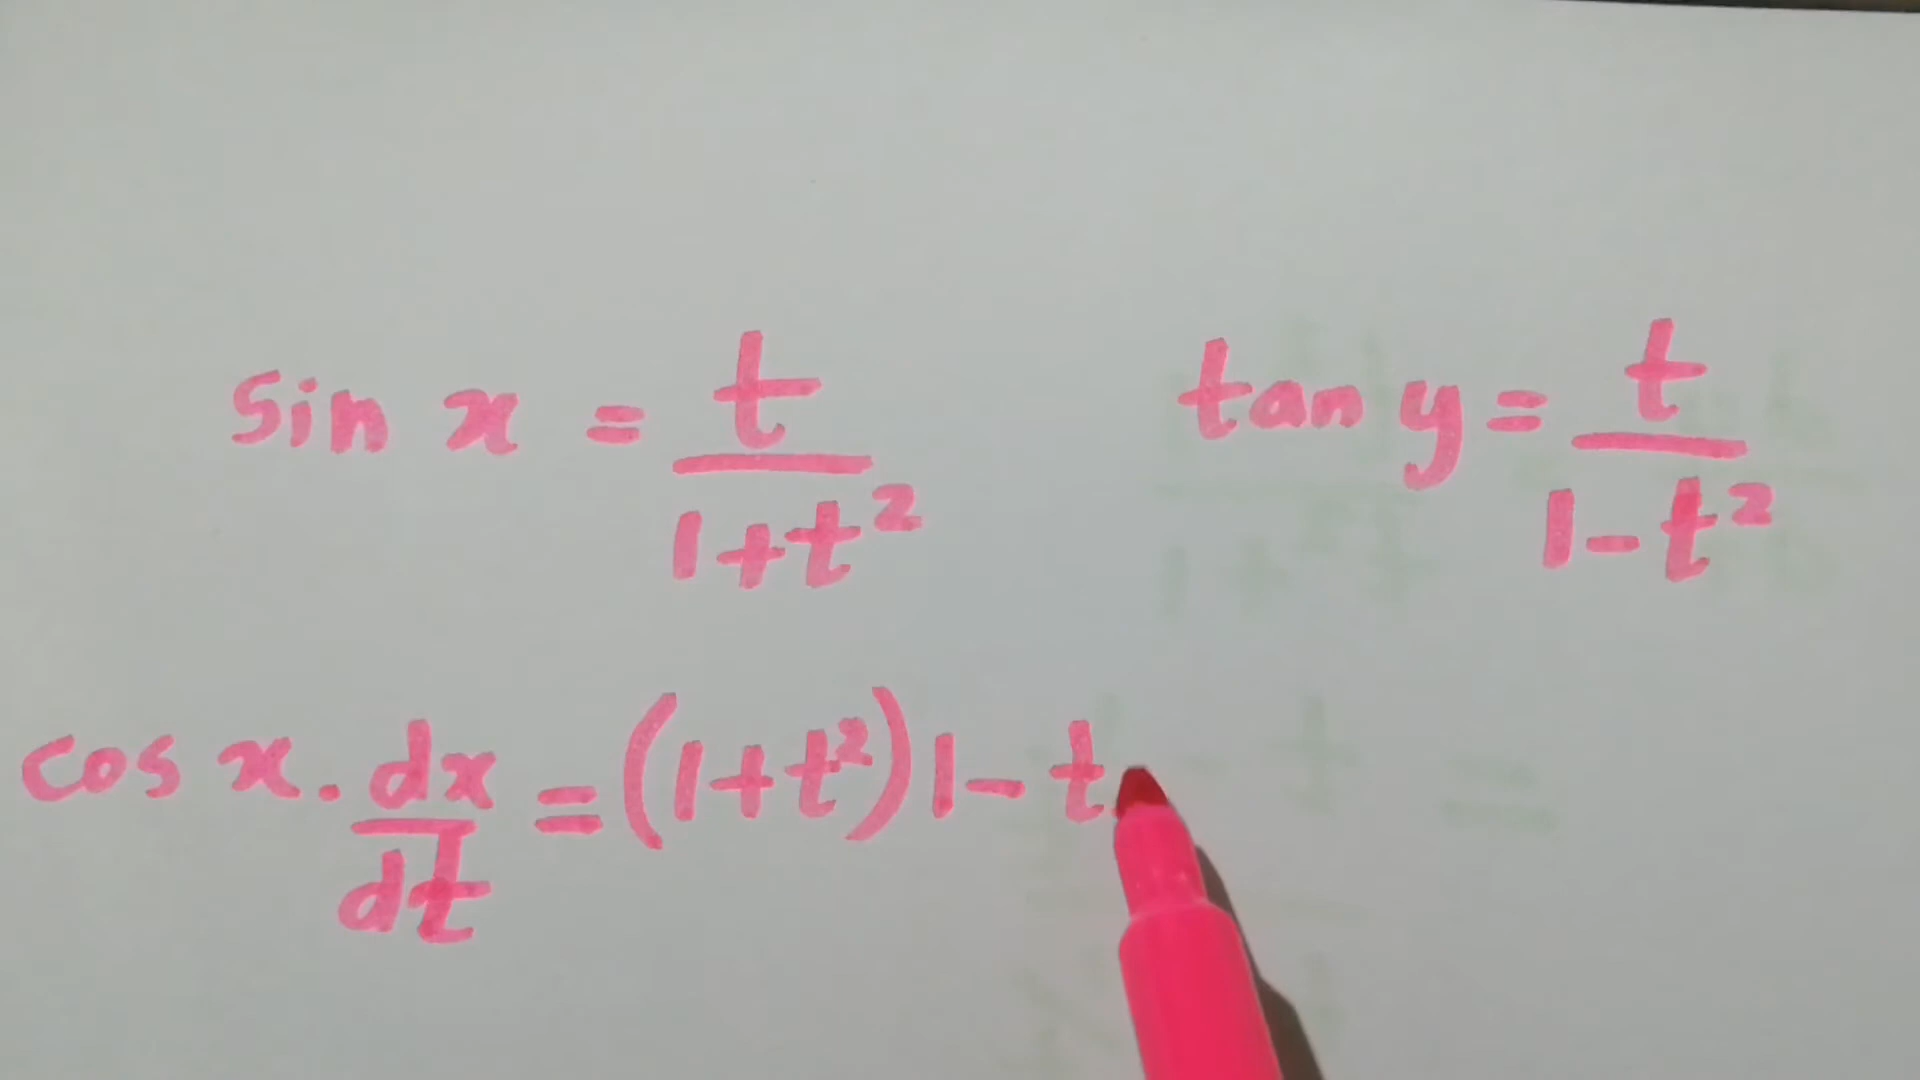 sin x = t/(1+t²)    tan y = t/(1-t²)
cos x . dx/dt = (1+t²)1-t.